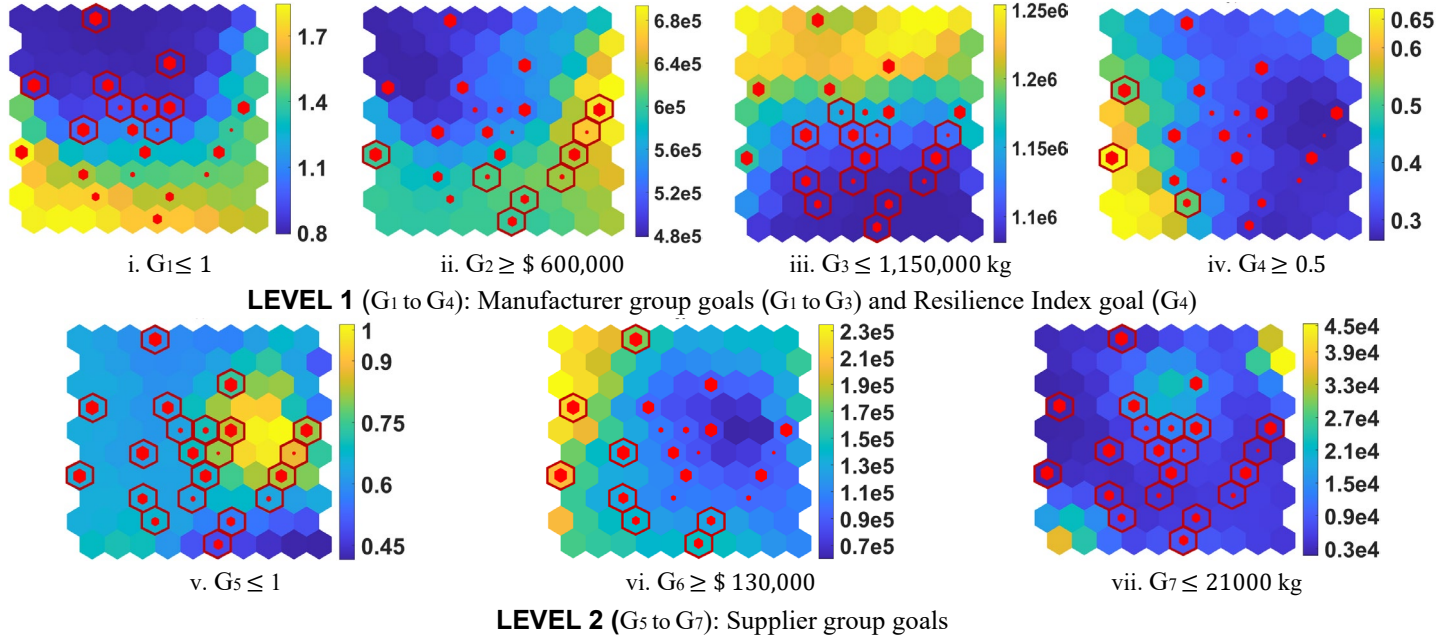 1.7
1.4
1.1
0.8
6.8e5
6.4e5
6e5
5.6e5
5.2e5
4.8e5
1.25e6
1.2e6
1.15e6
1.1e6
0.65
0.6
0.5
0.4
0.3
i. G1 ≤ 1
ii. G2 ≥ $ 600,000
iii. G3 ≤ 1,150,000 kg
iv. G4 ≥ 0.5
LEVEL 1 (G1 to G4): Manufacturer group goals (G1 to G3) and Resilience Index goal (G4)
1
0.9
0.75
0.6
0.45
2.3e5
2.1e5
1.9e5
1.7e5
1.5e5
1.3e5
1.1e5
0.9e5
0.7e5
4.5e4
3.9e4
3.3e4
2.7e4
2.1e4
1.5e4
0.9e4
0.3e4
v. G5 ≤ 1
vi. G6 ≥ $ 130,000
vii. G7 ≤ 21000 kg
LEVEL 2 (G5 to G7): Supplier group goals